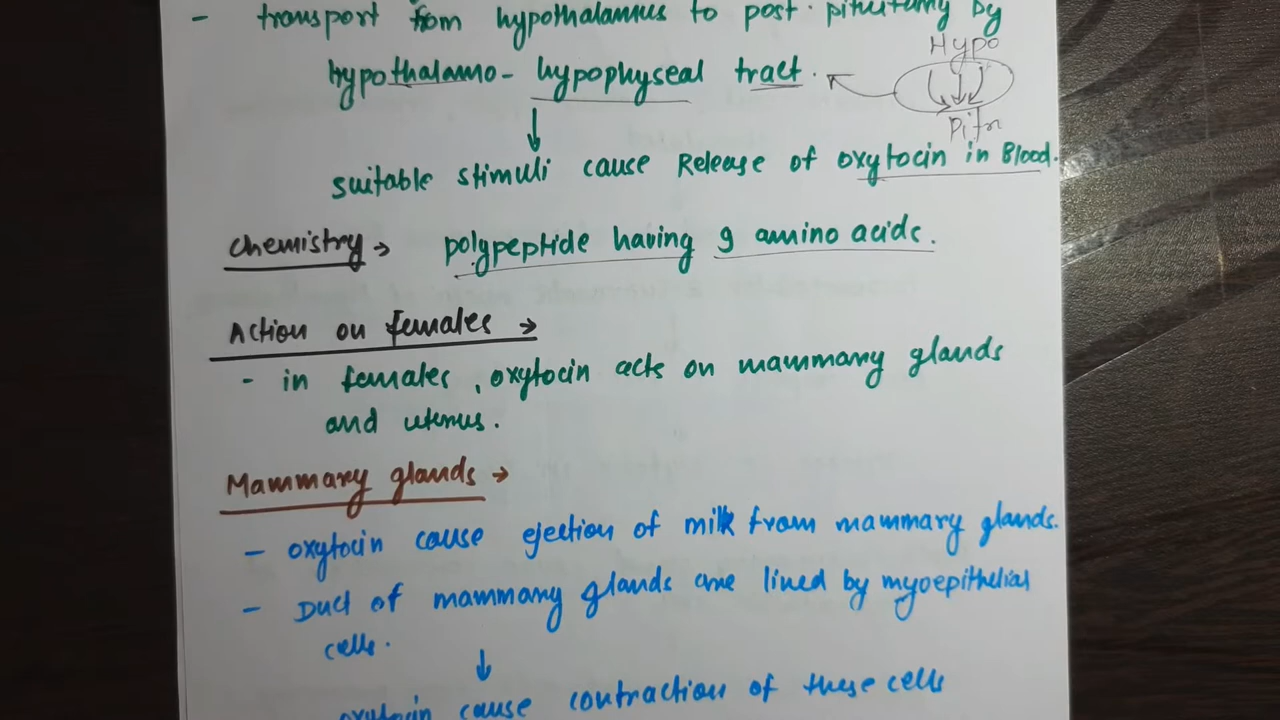 - transport from hypothalamus to post. pituitary by
hypothalamo- hypophyseal tract.
Hypo
Pitu
↓
suitable stimuli cause Release of oxytocin in Blood.
chemistry → polypeptide having 9 amino acids.
Action on females →
- in females, oxytocin acts on mammary glands
and uterus.
Mammary glands →
- oxytocin cause ejection of milk from mammary glands.
- Duct of mammary glands are lined by myoepithelial
cells.
↓
oxytocin cause contraction of these cells